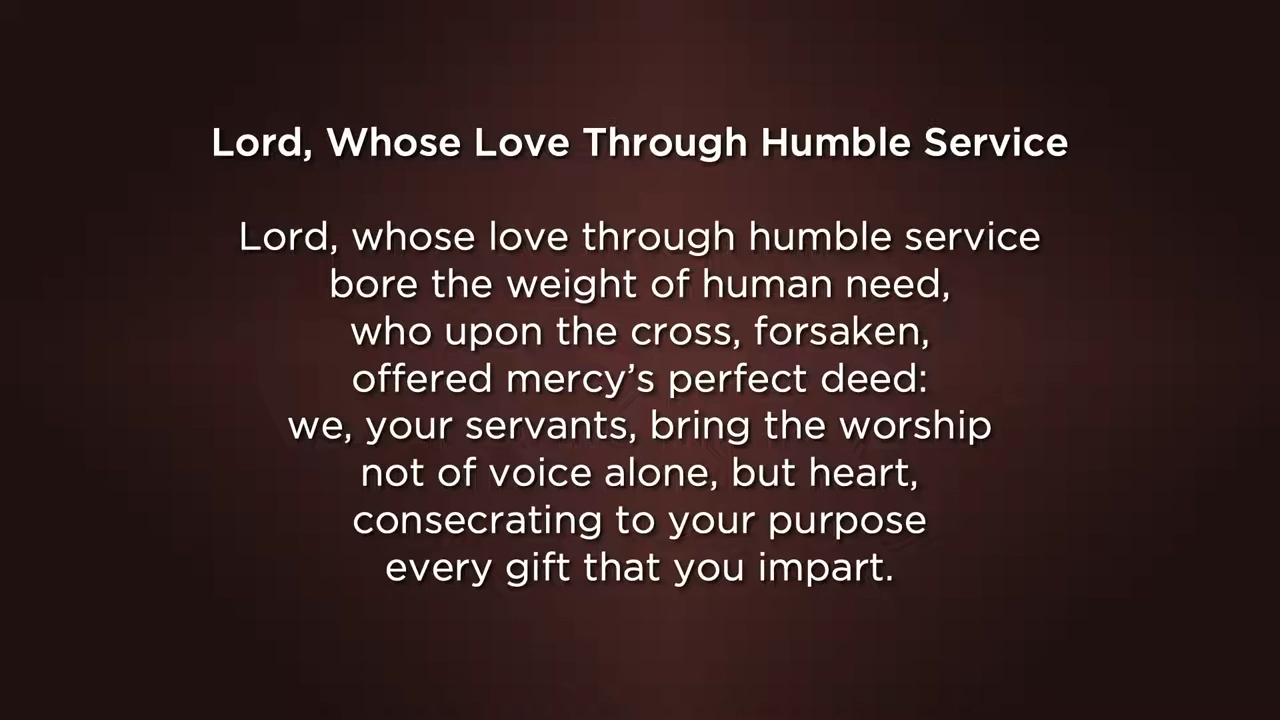 Lord, Whose Love Through Humble Service
Lord, whose love through humble service
bore the weight of human need,
who upon the cross, forsaken,
offered mercy’s perfect deed:
we, your servants, bring the worship
not of voice alone, but heart,
consecrating to your purpose
every gift that you impart.